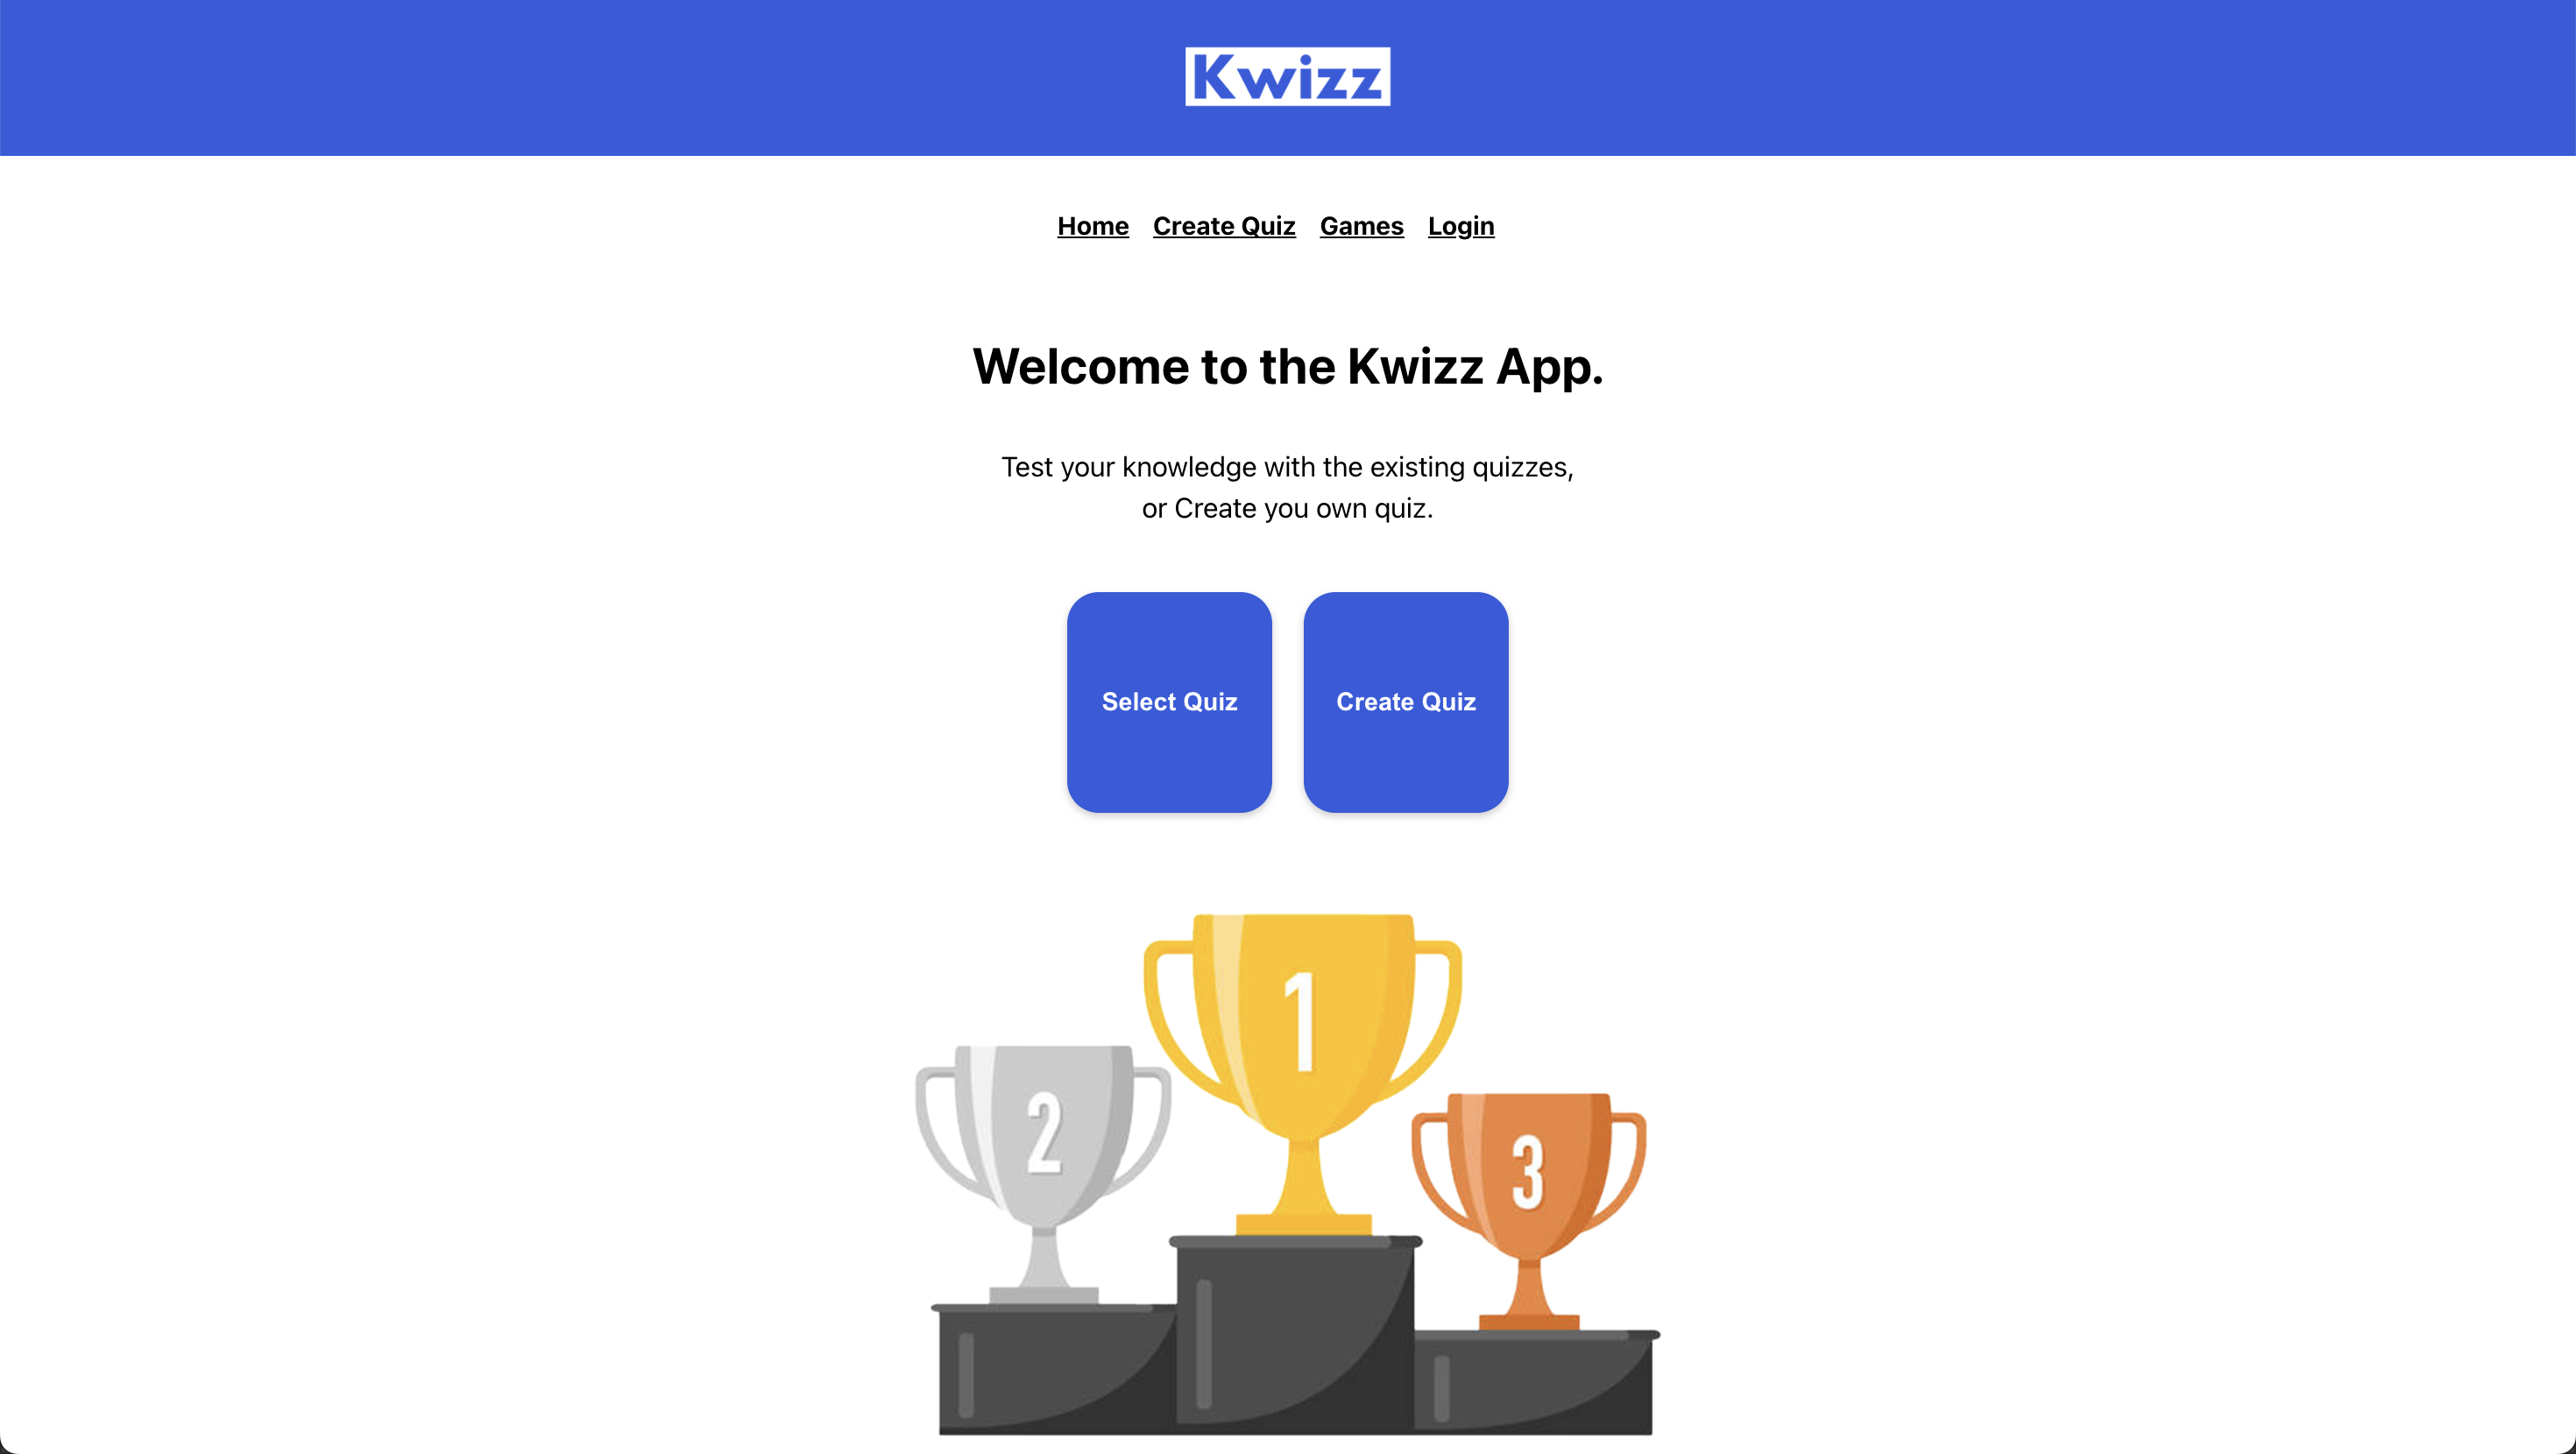 Kwizz
Home Create Quiz Games Login
Welcome to the Kwizz App.
Test your knowledge with the existing quizzes,
or Create you own quiz.
Select Quiz Create Quiz
1
2
3